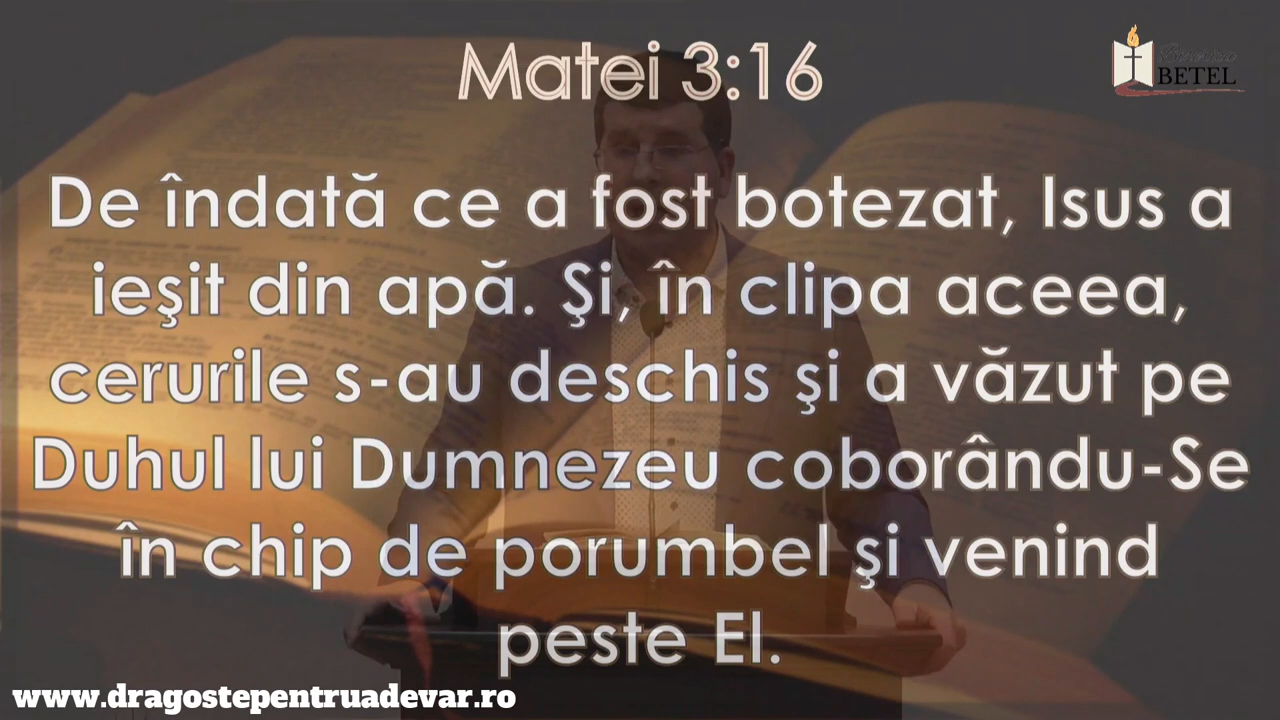 Matei 3:16
BETEL
De îndată ce a fost botezat, Isus a
ieşit din apă. Şi, în clipa aceea,
cerurile s-au deschis şi a văzut pe
Duhul lui Dumnezeu coborându-Se
în chip de porumbel şi venind
peste El.
www.dragostepentruadevar.ro